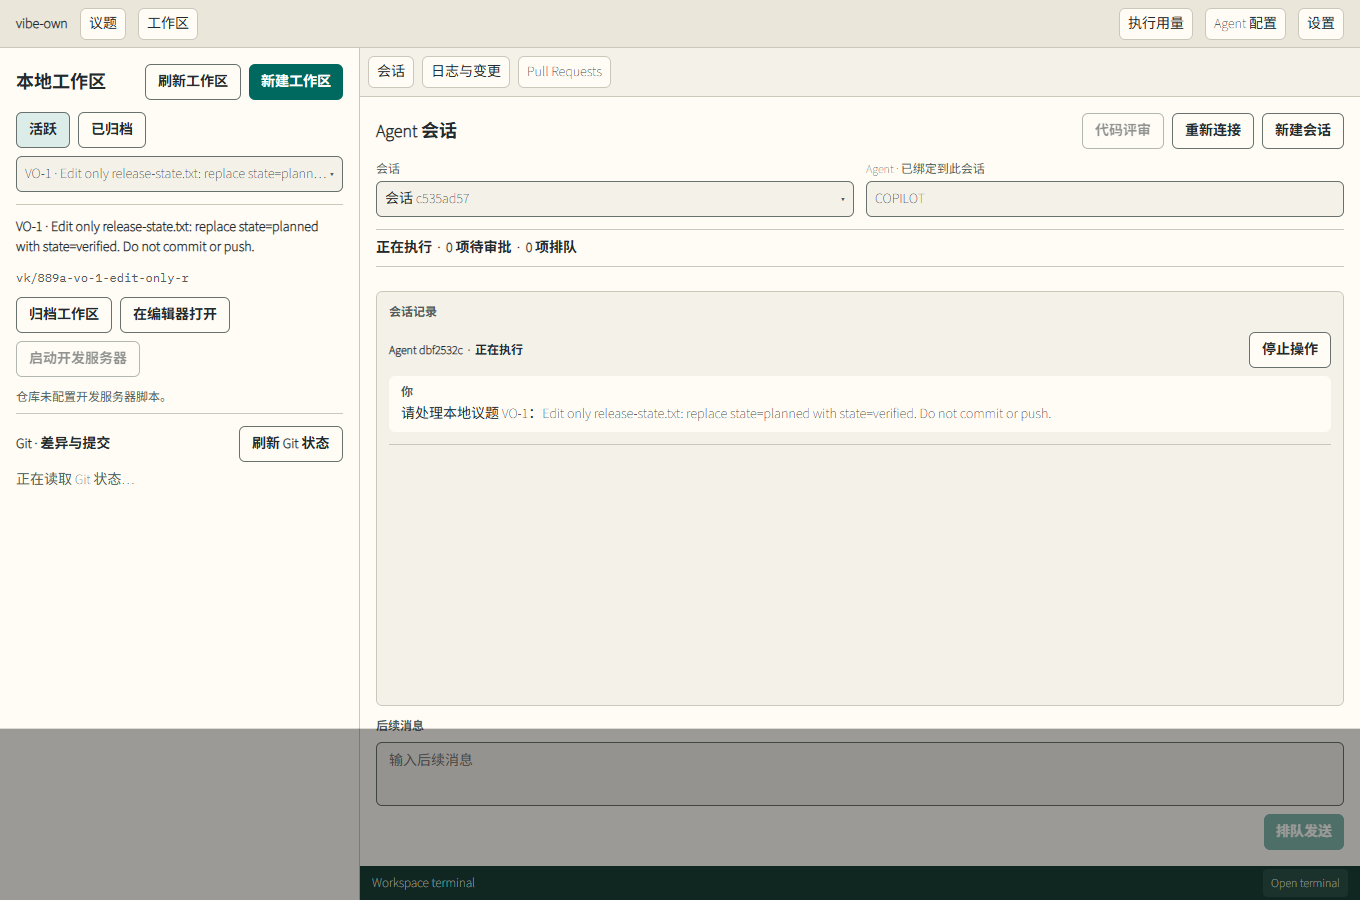 vibe-own 议题 工作区 执行用量 Agent 配置 设置
本地工作区 刷新工作区 新建工作区
活跃 已归档
VO-1 · Edit only release-state.txt: replace state=plann…
VO-1 · Edit only release-state.txt: replace state=planned
with state=verified. Do not commit or push.
vk/889a-vo-1-edit-only-r
归档工作区 在编辑器打开
启动开发服务器
仓库未配置开发服务器脚本。
Git · 差异与提交 刷新 Git 状态
正在读取 Git 状态…
会话 日志与变更 Pull Requests
Agent 会话 代码评审 重新连接 新建会话
会话 Agent · 已绑定到此会话
会话 c535ad57 COPILOT
正在执行 · 0 项待审批 · 0 项排队
会话记录
Agent dbf2532c · 正在执行 停止操作
你
请处理本地议题 VO-1：Edit only release-state.txt: replace state=planned with state=verified. Do not commit or push.
后续消息
输入后续消息
排队发送
Workspace terminal Open terminal